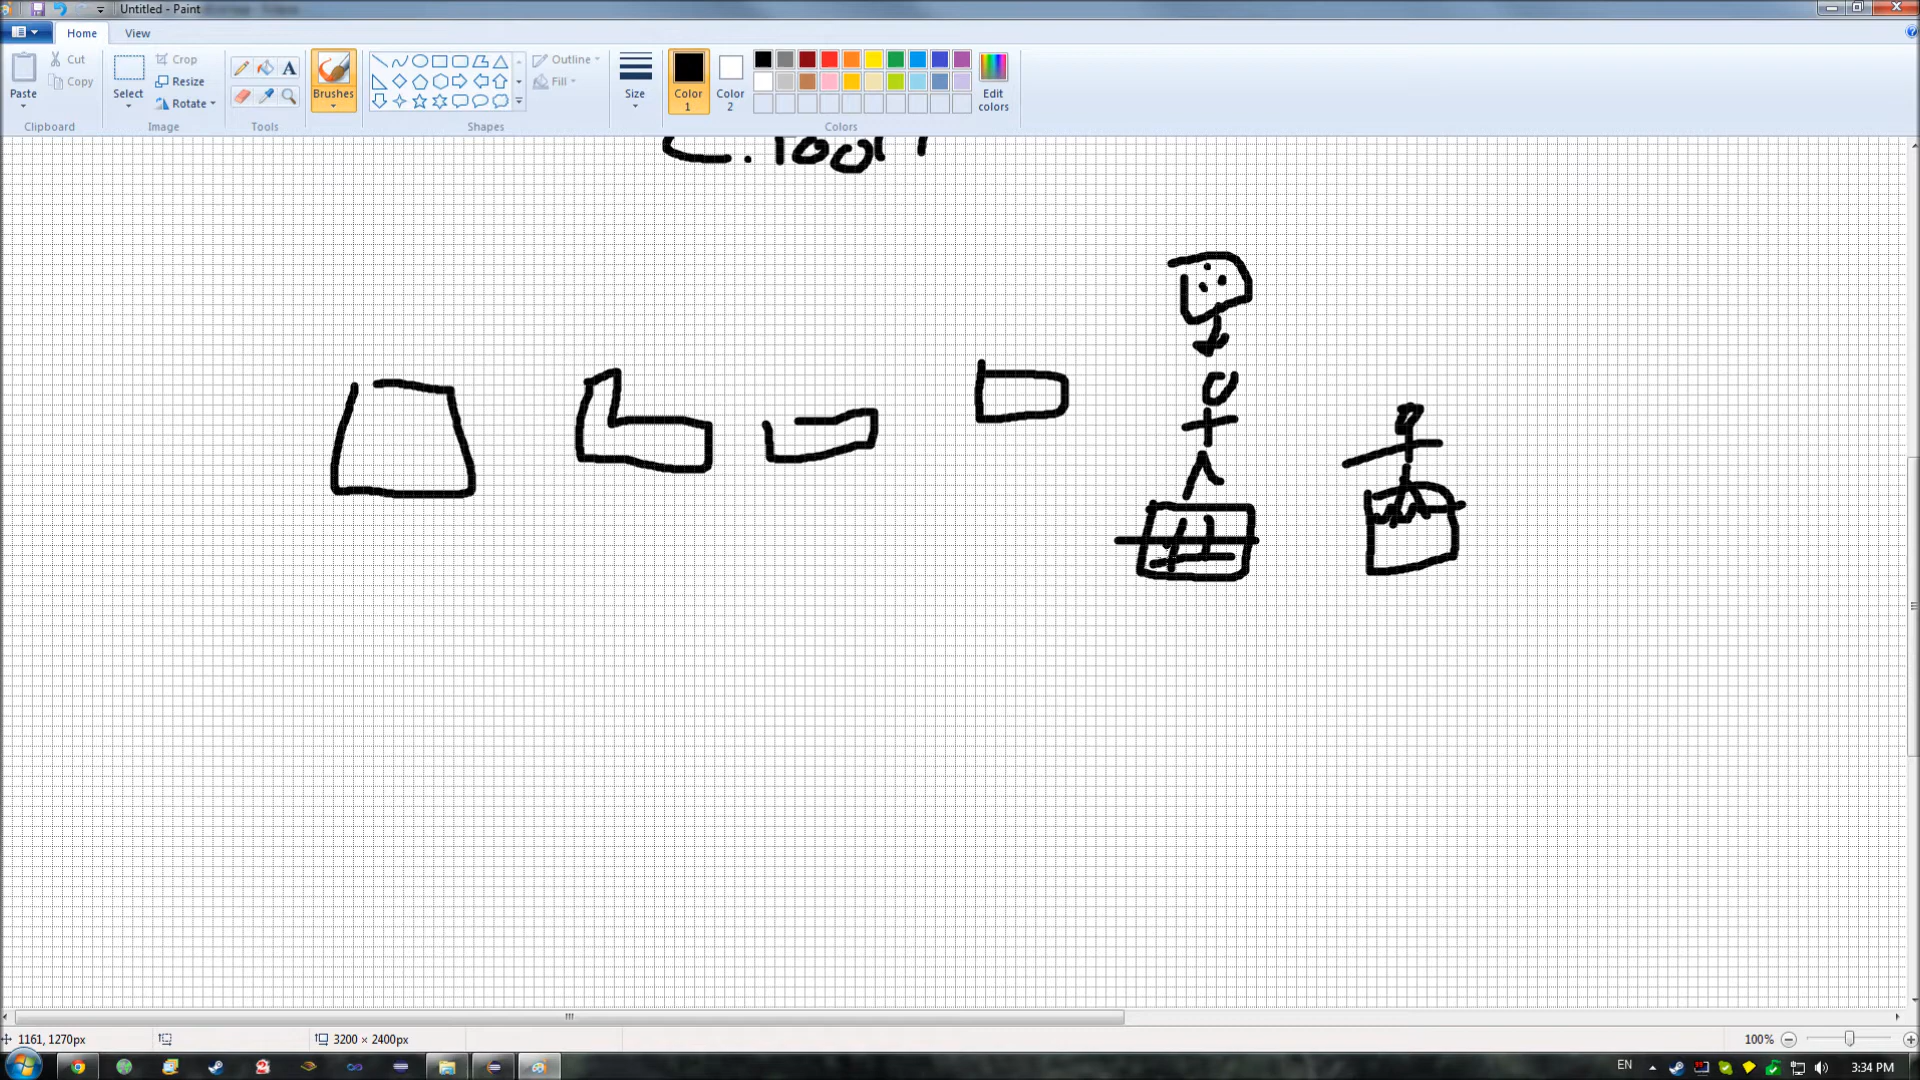 Untitled - Paint
Home
View
Paste
Cut
Copy
Clipboard
Select
Crop
Resize
Rotate
Image
Tools
Brushes
Shapes
Outline
Fill
Size
Color 1
Color 2
Edit colors
Colors
1161, 1270px
3200 × 2400px
100%
EN
3:34 PM